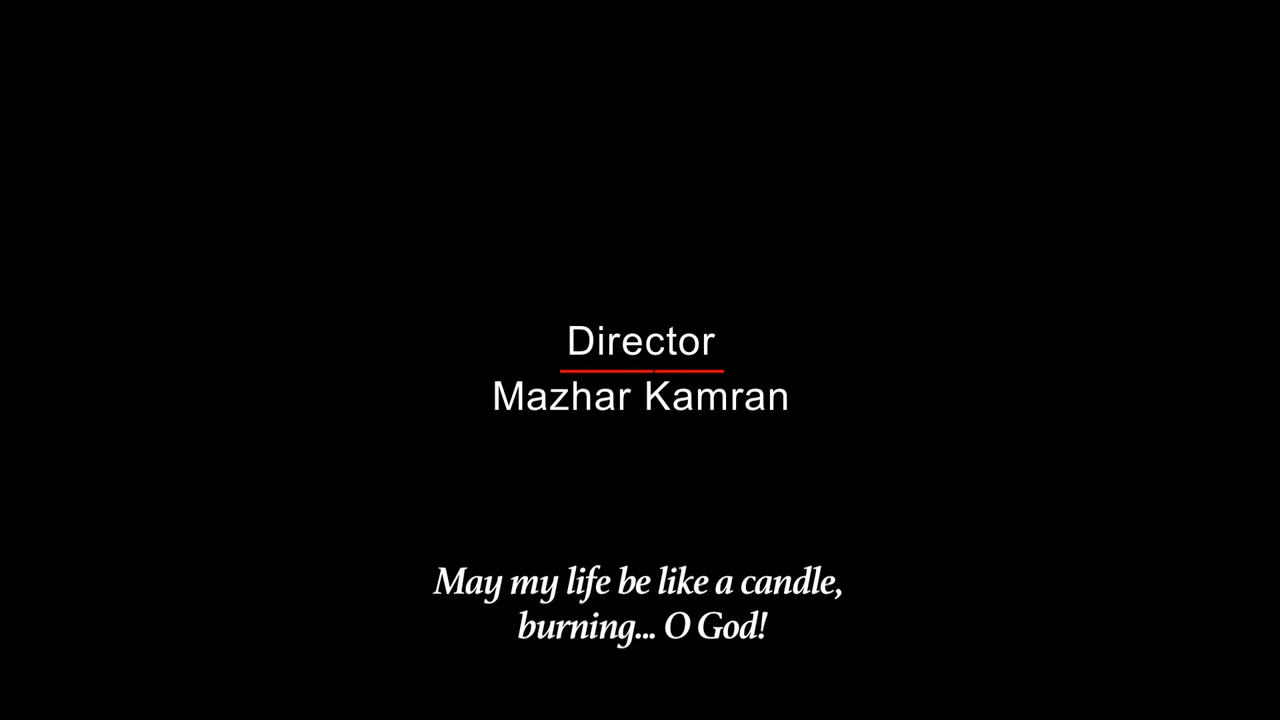 Director
Mazhar Kamran
May my life be like a candle,
burning... O God!